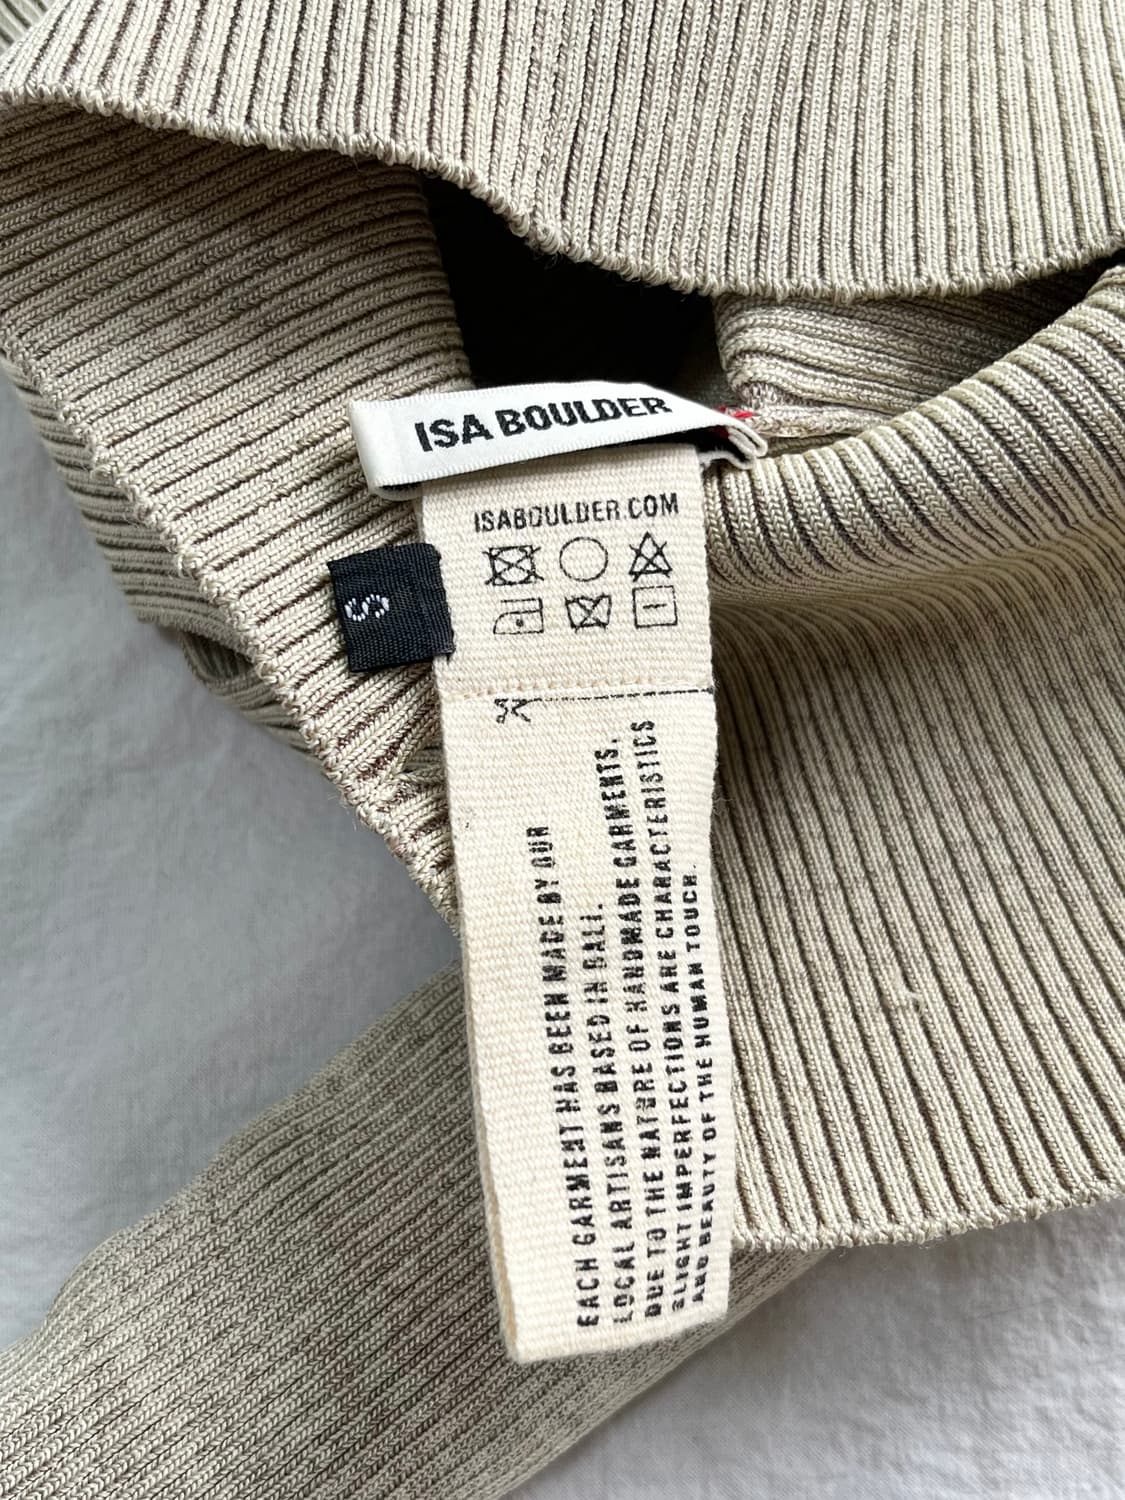 ISA BOULDER
ISABOULDER.COM
S
EACH GARMENT HAS BEEN MADE BY OUR
LOCAL ARTISANS BASED IN BALI.
DUE TO THE NATURE OF HANDMADE GARMENTS,
SLIGHT IMPERFECTIONS ARE CHARACTERISTICS
AND BEAUTY OF THE HUMAN TOUCH.